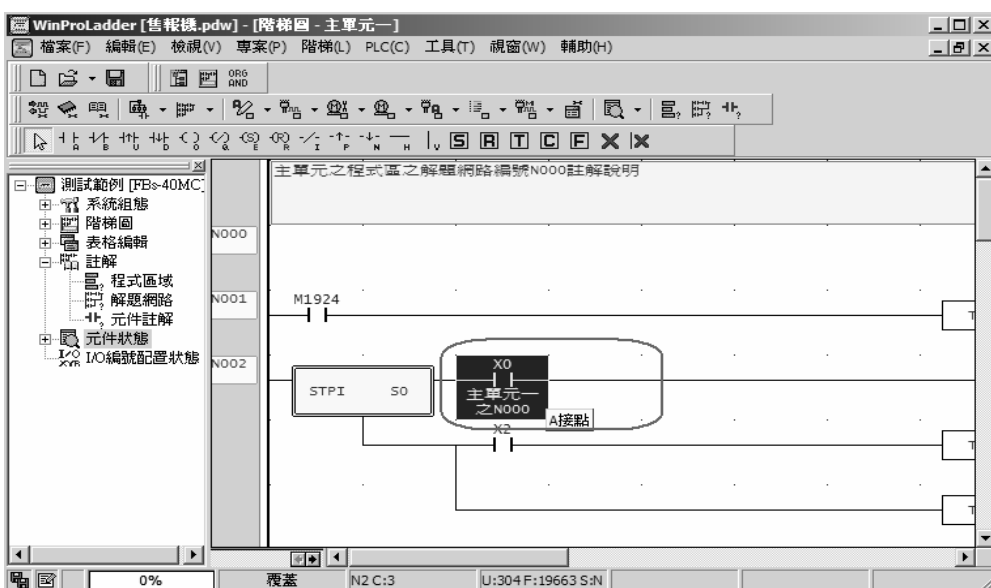 WinProLadder [售報機.pdw] - [階梯圖 - 主單元一]
檔案(F) 編輯(E) 檢視(V) 專案(P) 階梯(L) PLC(C) 工具(T) 視窗(W) 輔助(H)
ORG
AND
A B U D O Q E R I P N H V S R T C F
測試範例 [FBs-40MC]
系統組態
階梯圖
表格編輯
註解
程式區域
解題網路
元件註解
元件狀態
I/O編號配置狀態
主單元之程式區之解題網路編號N000註解說明
N000
N001
M1924
N002
STPI S0
X0
主單元一
之N000
A接點
X2
0% 覆蓋 N2 C:3 U:304 F:19663 S:N